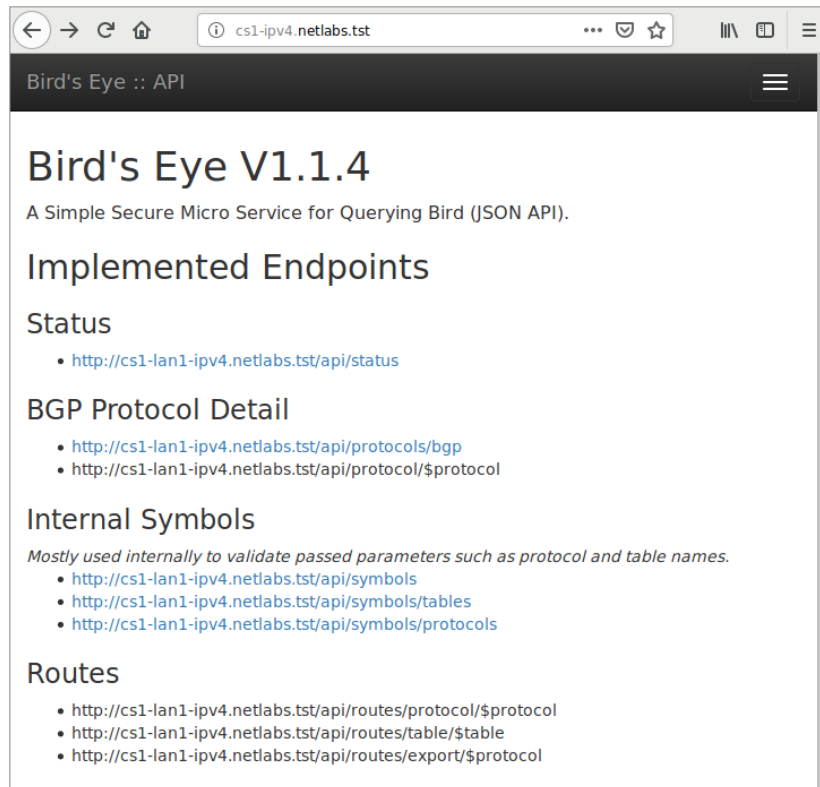 cs1-ipv4.netlabs.tst
Bird's Eye :: API
Bird's Eye V1.1.4
A Simple Secure Micro Service for Querying Bird (JSON API).
Implemented Endpoints
Status
• http://cs1-lan1-ipv4.netlabs.tst/api/status
BGP Protocol Detail
• http://cs1-lan1-ipv4.netlabs.tst/api/protocols/bgp
• http://cs1-lan1-ipv4.netlabs.tst/api/protocol/$protocol
Internal Symbols
Mostly used internally to validate passed parameters such as protocol and table names.
• http://cs1-lan1-ipv4.netlabs.tst/api/symbols
• http://cs1-lan1-ipv4.netlabs.tst/api/symbols/tables
• http://cs1-lan1-ipv4.netlabs.tst/api/symbols/protocols
Routes
• http://cs1-lan1-ipv4.netlabs.tst/api/routes/protocol/$protocol
• http://cs1-lan1-ipv4.netlabs.tst/api/routes/table/$table
• http://cs1-lan1-ipv4.netlabs.tst/api/routes/export/$protocol